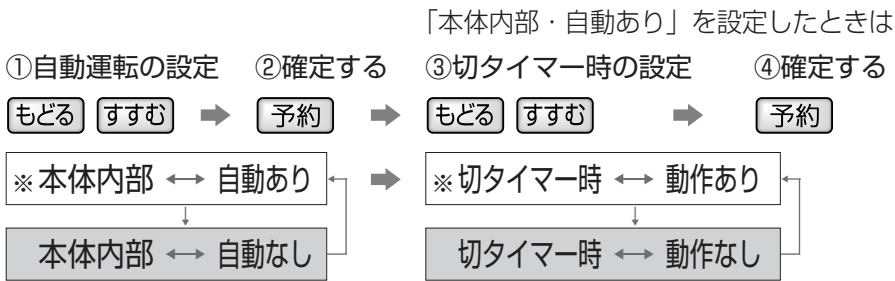 「本体内部・自動あり」を設定したときは
①自動運転の設定 ②確定する ③切タイマー時の設定 ④確定する
もどる すすむ ➡ 予約 ➡ もどる すすむ ➡ 予約
※本体内部 ↔ 自動あり ➡ ※切タイマー時 ↔ 動作あり
本体内部 ↔ 自動なし 切タイマー時 ↔ 動作なし